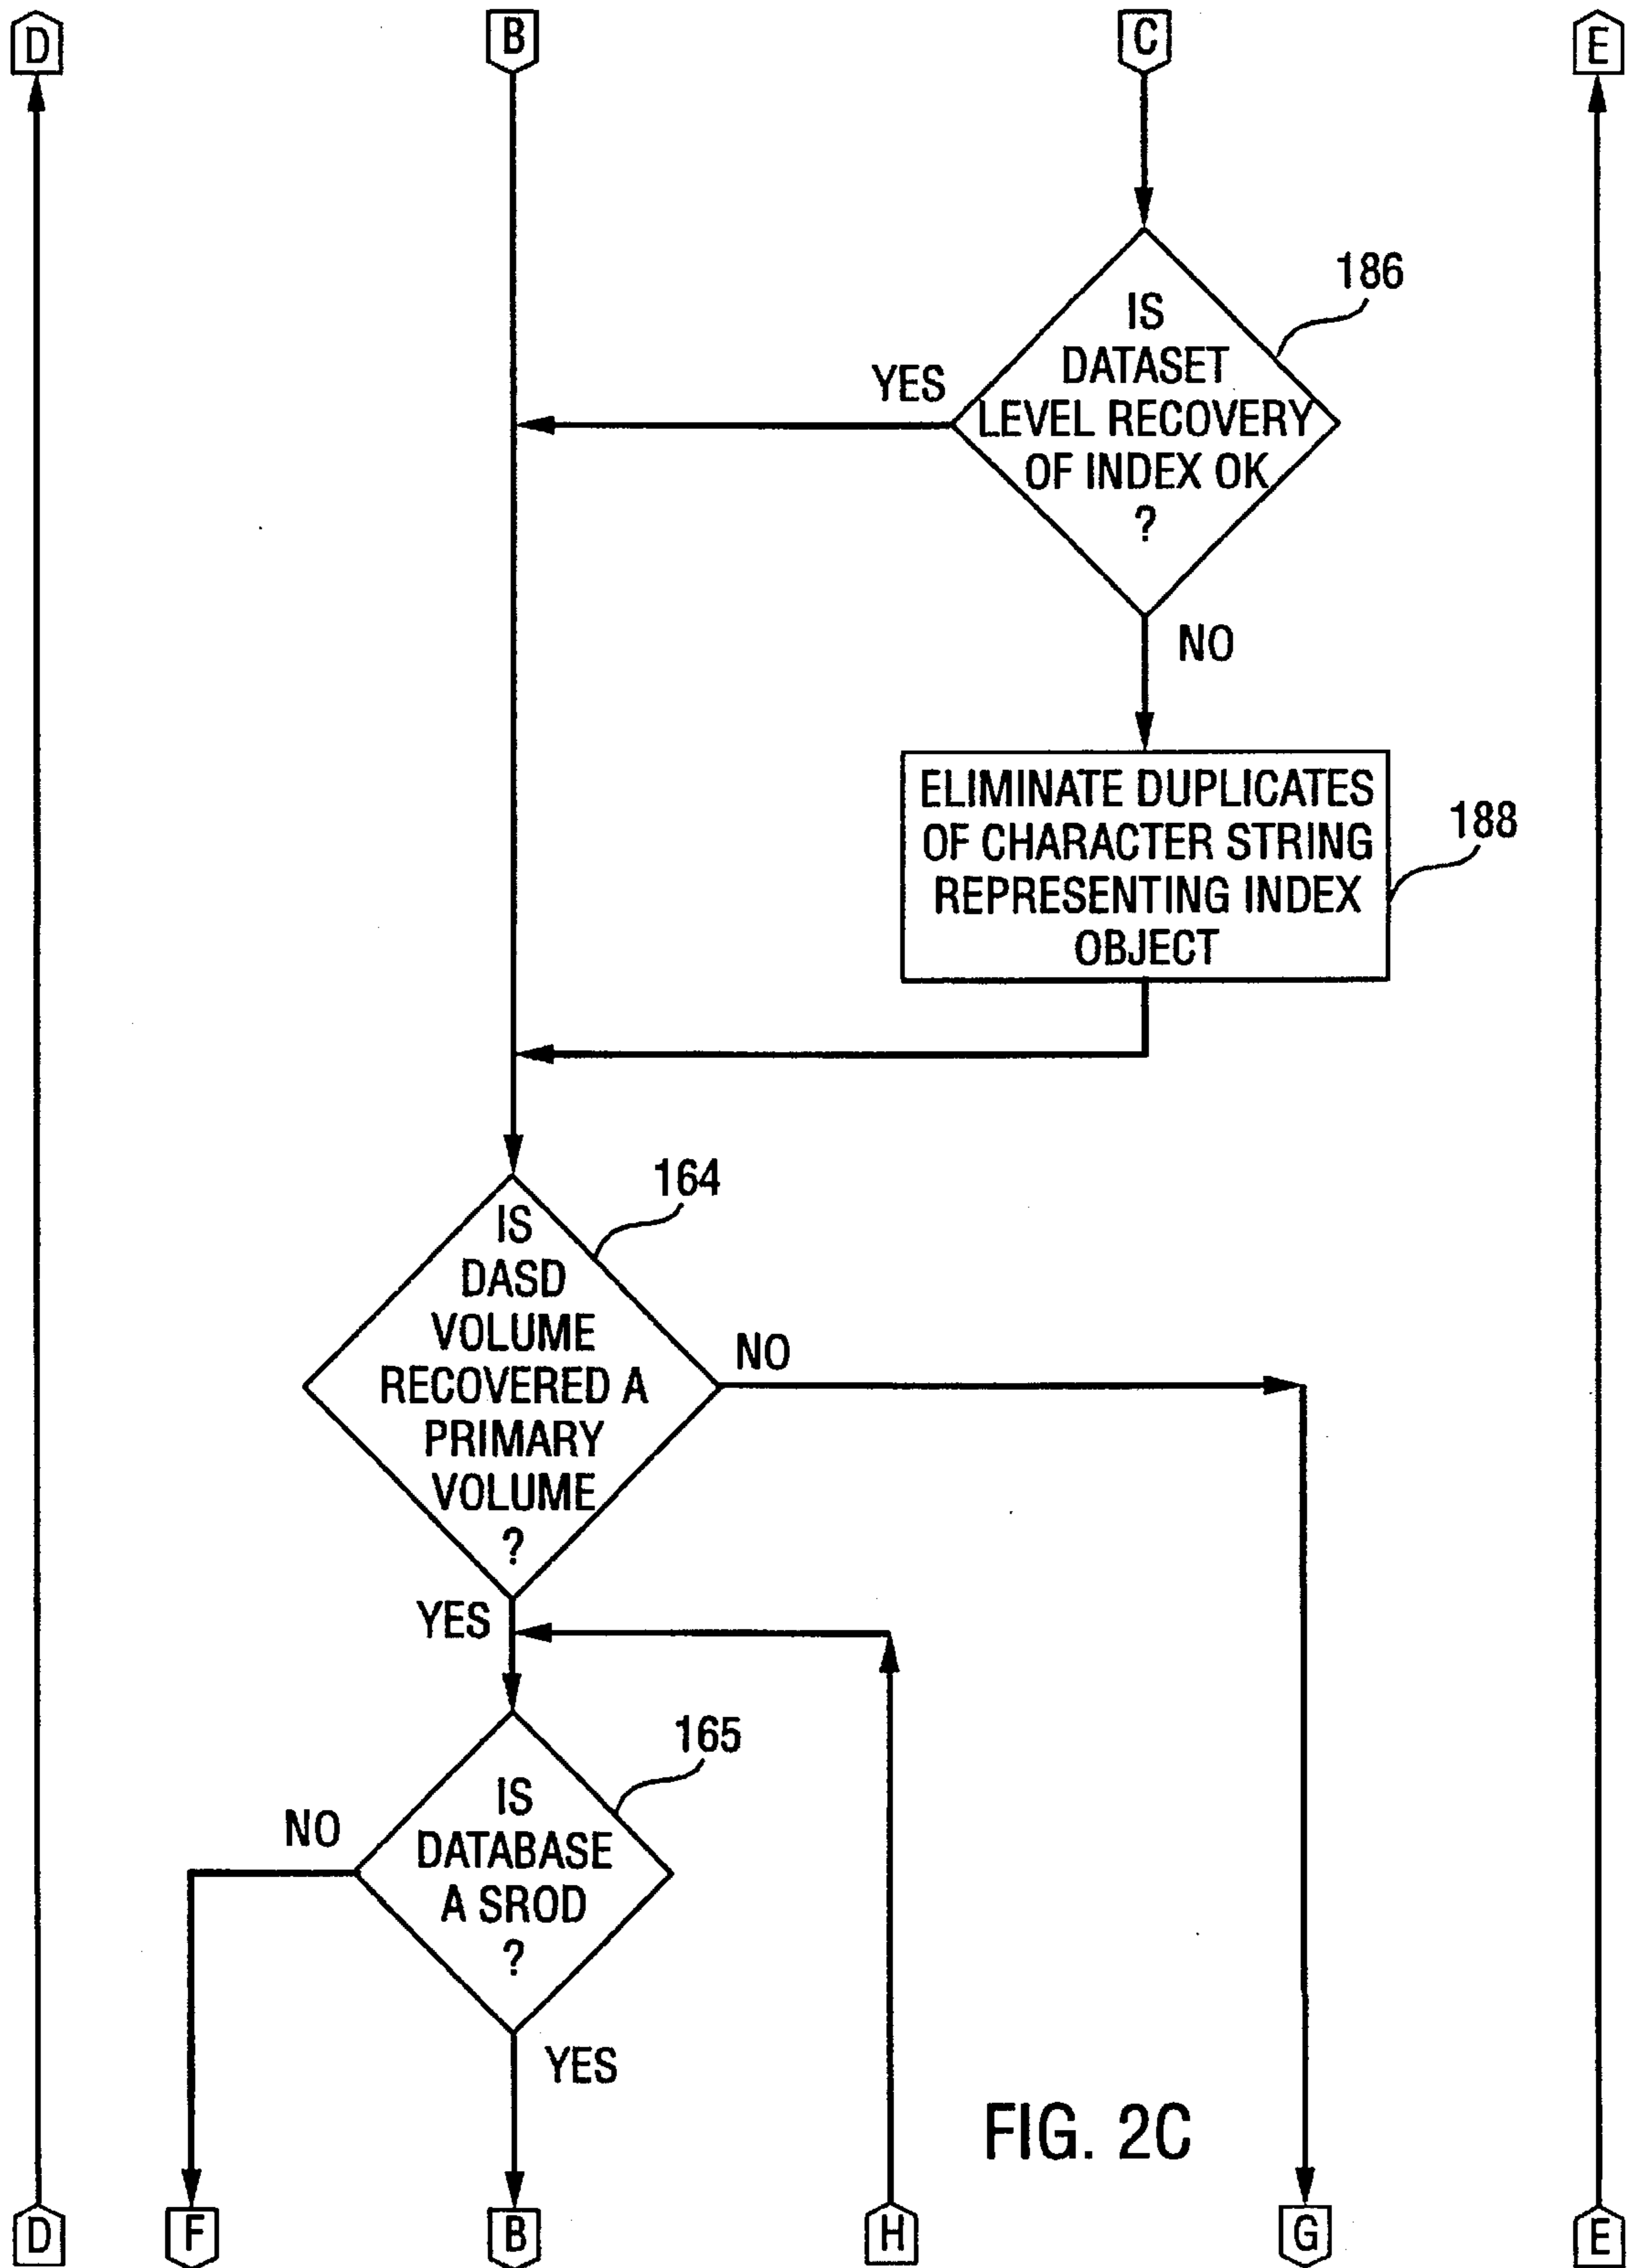 D
B
C
E
186
IS
DATASET
LEVEL RECOVERY
OF INDEX OK
?
YES
NO
ELIMINATE DUPLICATES
OF CHARACTER STRING
REPRESENTING INDEX
OBJECT
188
164
IS
DASD
VOLUME
RECOVERED A
PRIMARY
VOLUME
?
NO
YES
165
IS
DATABASE
A SROD
?
NO
YES
FIG. 2C
D
F
B
H
G
E